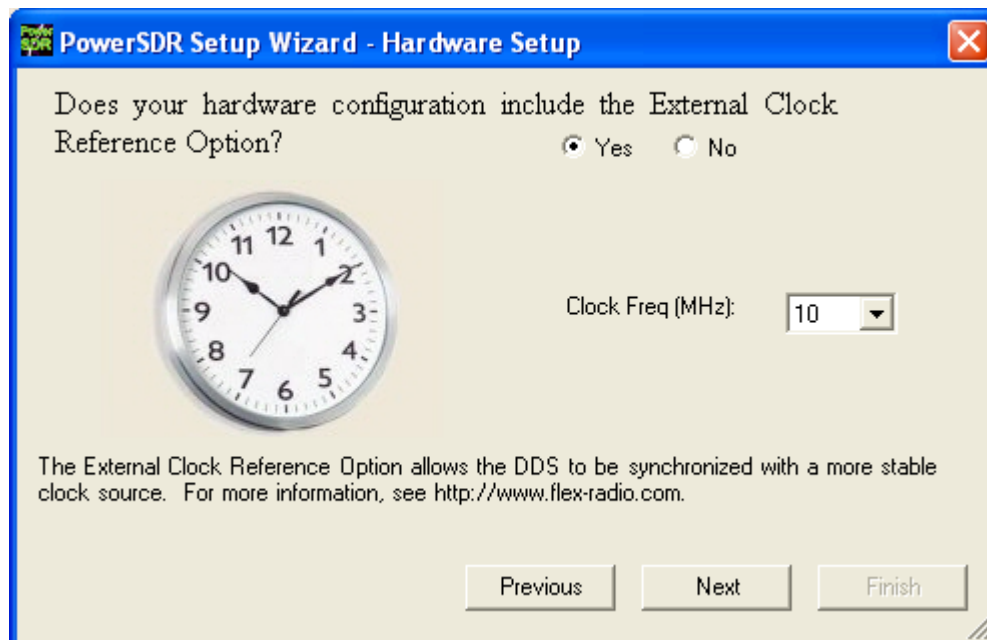 Power SDR
PowerSDR Setup Wizard - Hardware Setup
Does your hardware configuration include the External Clock
Reference Option?
Yes No
12
11 1
10 2
9 3
8 4
7 5
6
Clock Freq (MHz): 10
The External Clock Reference Option allows the DDS to be synchronized with a more stable
clock source. For more information, see http://www.flex-radio.com.
Previous Next Finish